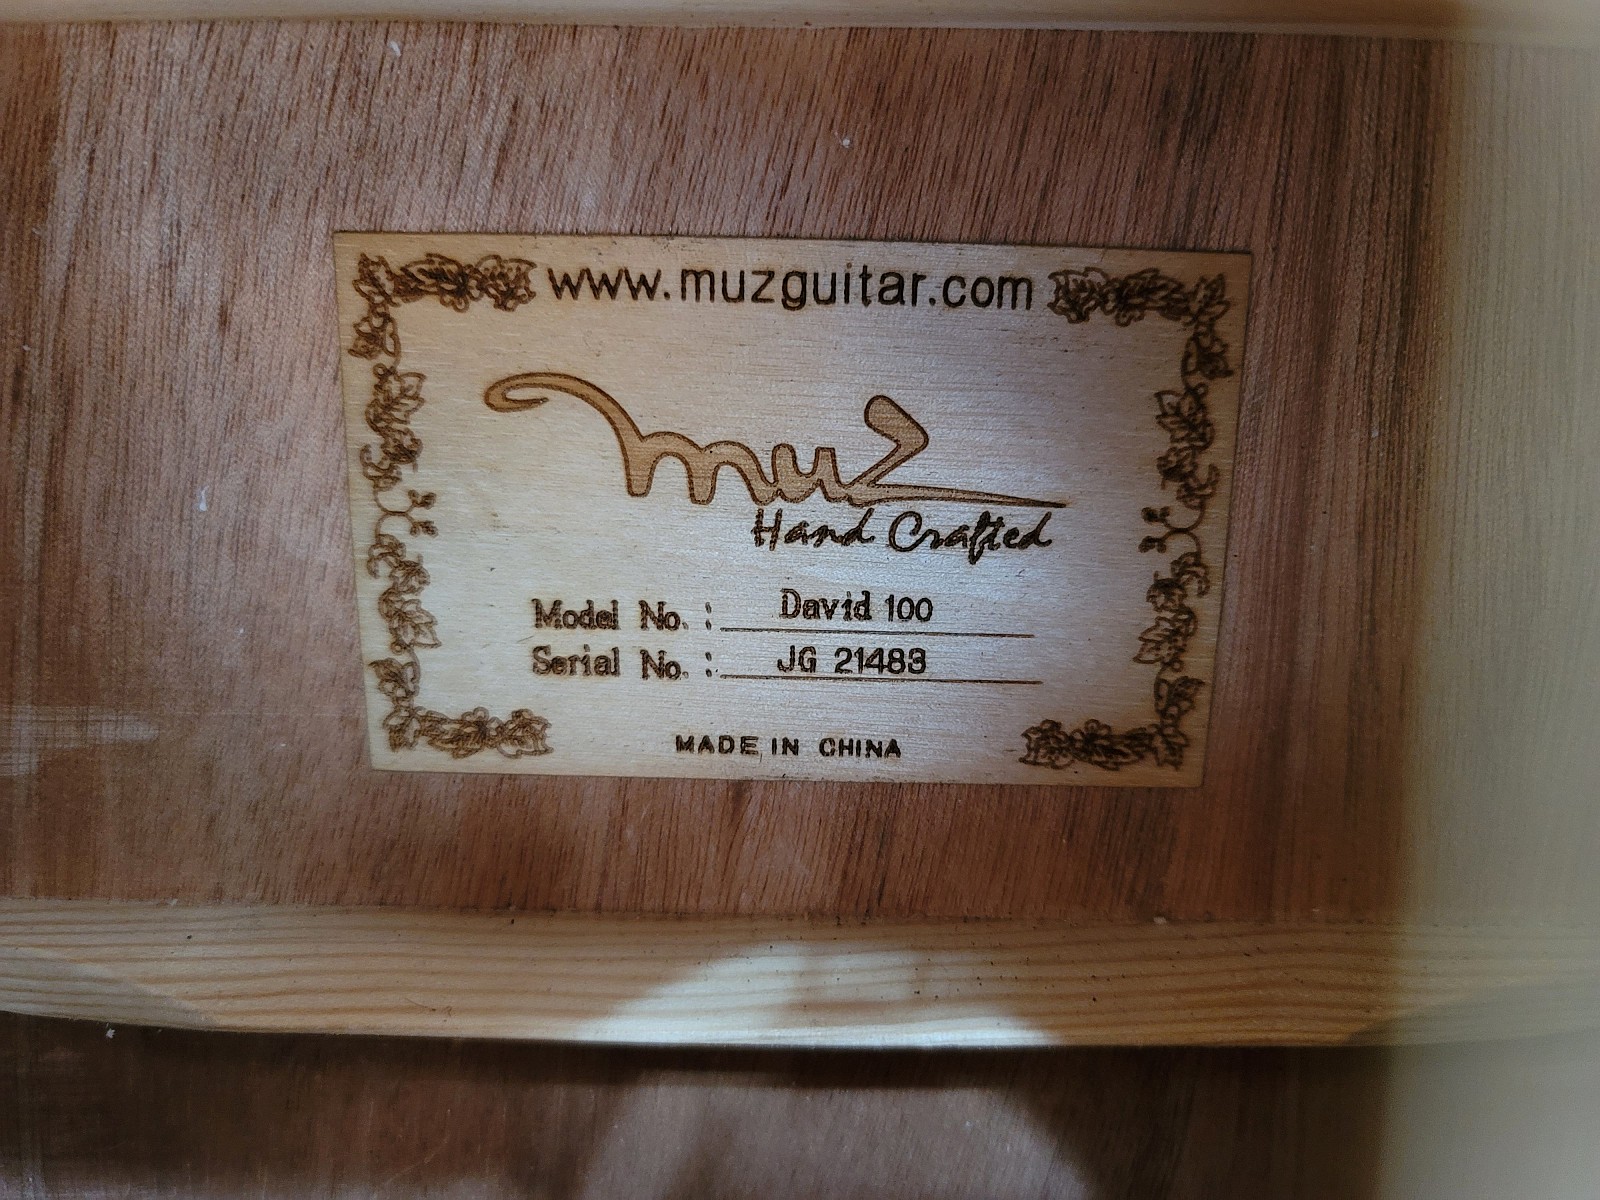 www.muzguitar.com
muz
Hand Crafted
Model No. : David 100
Serial No. : JG 21483
MADE IN CHINA